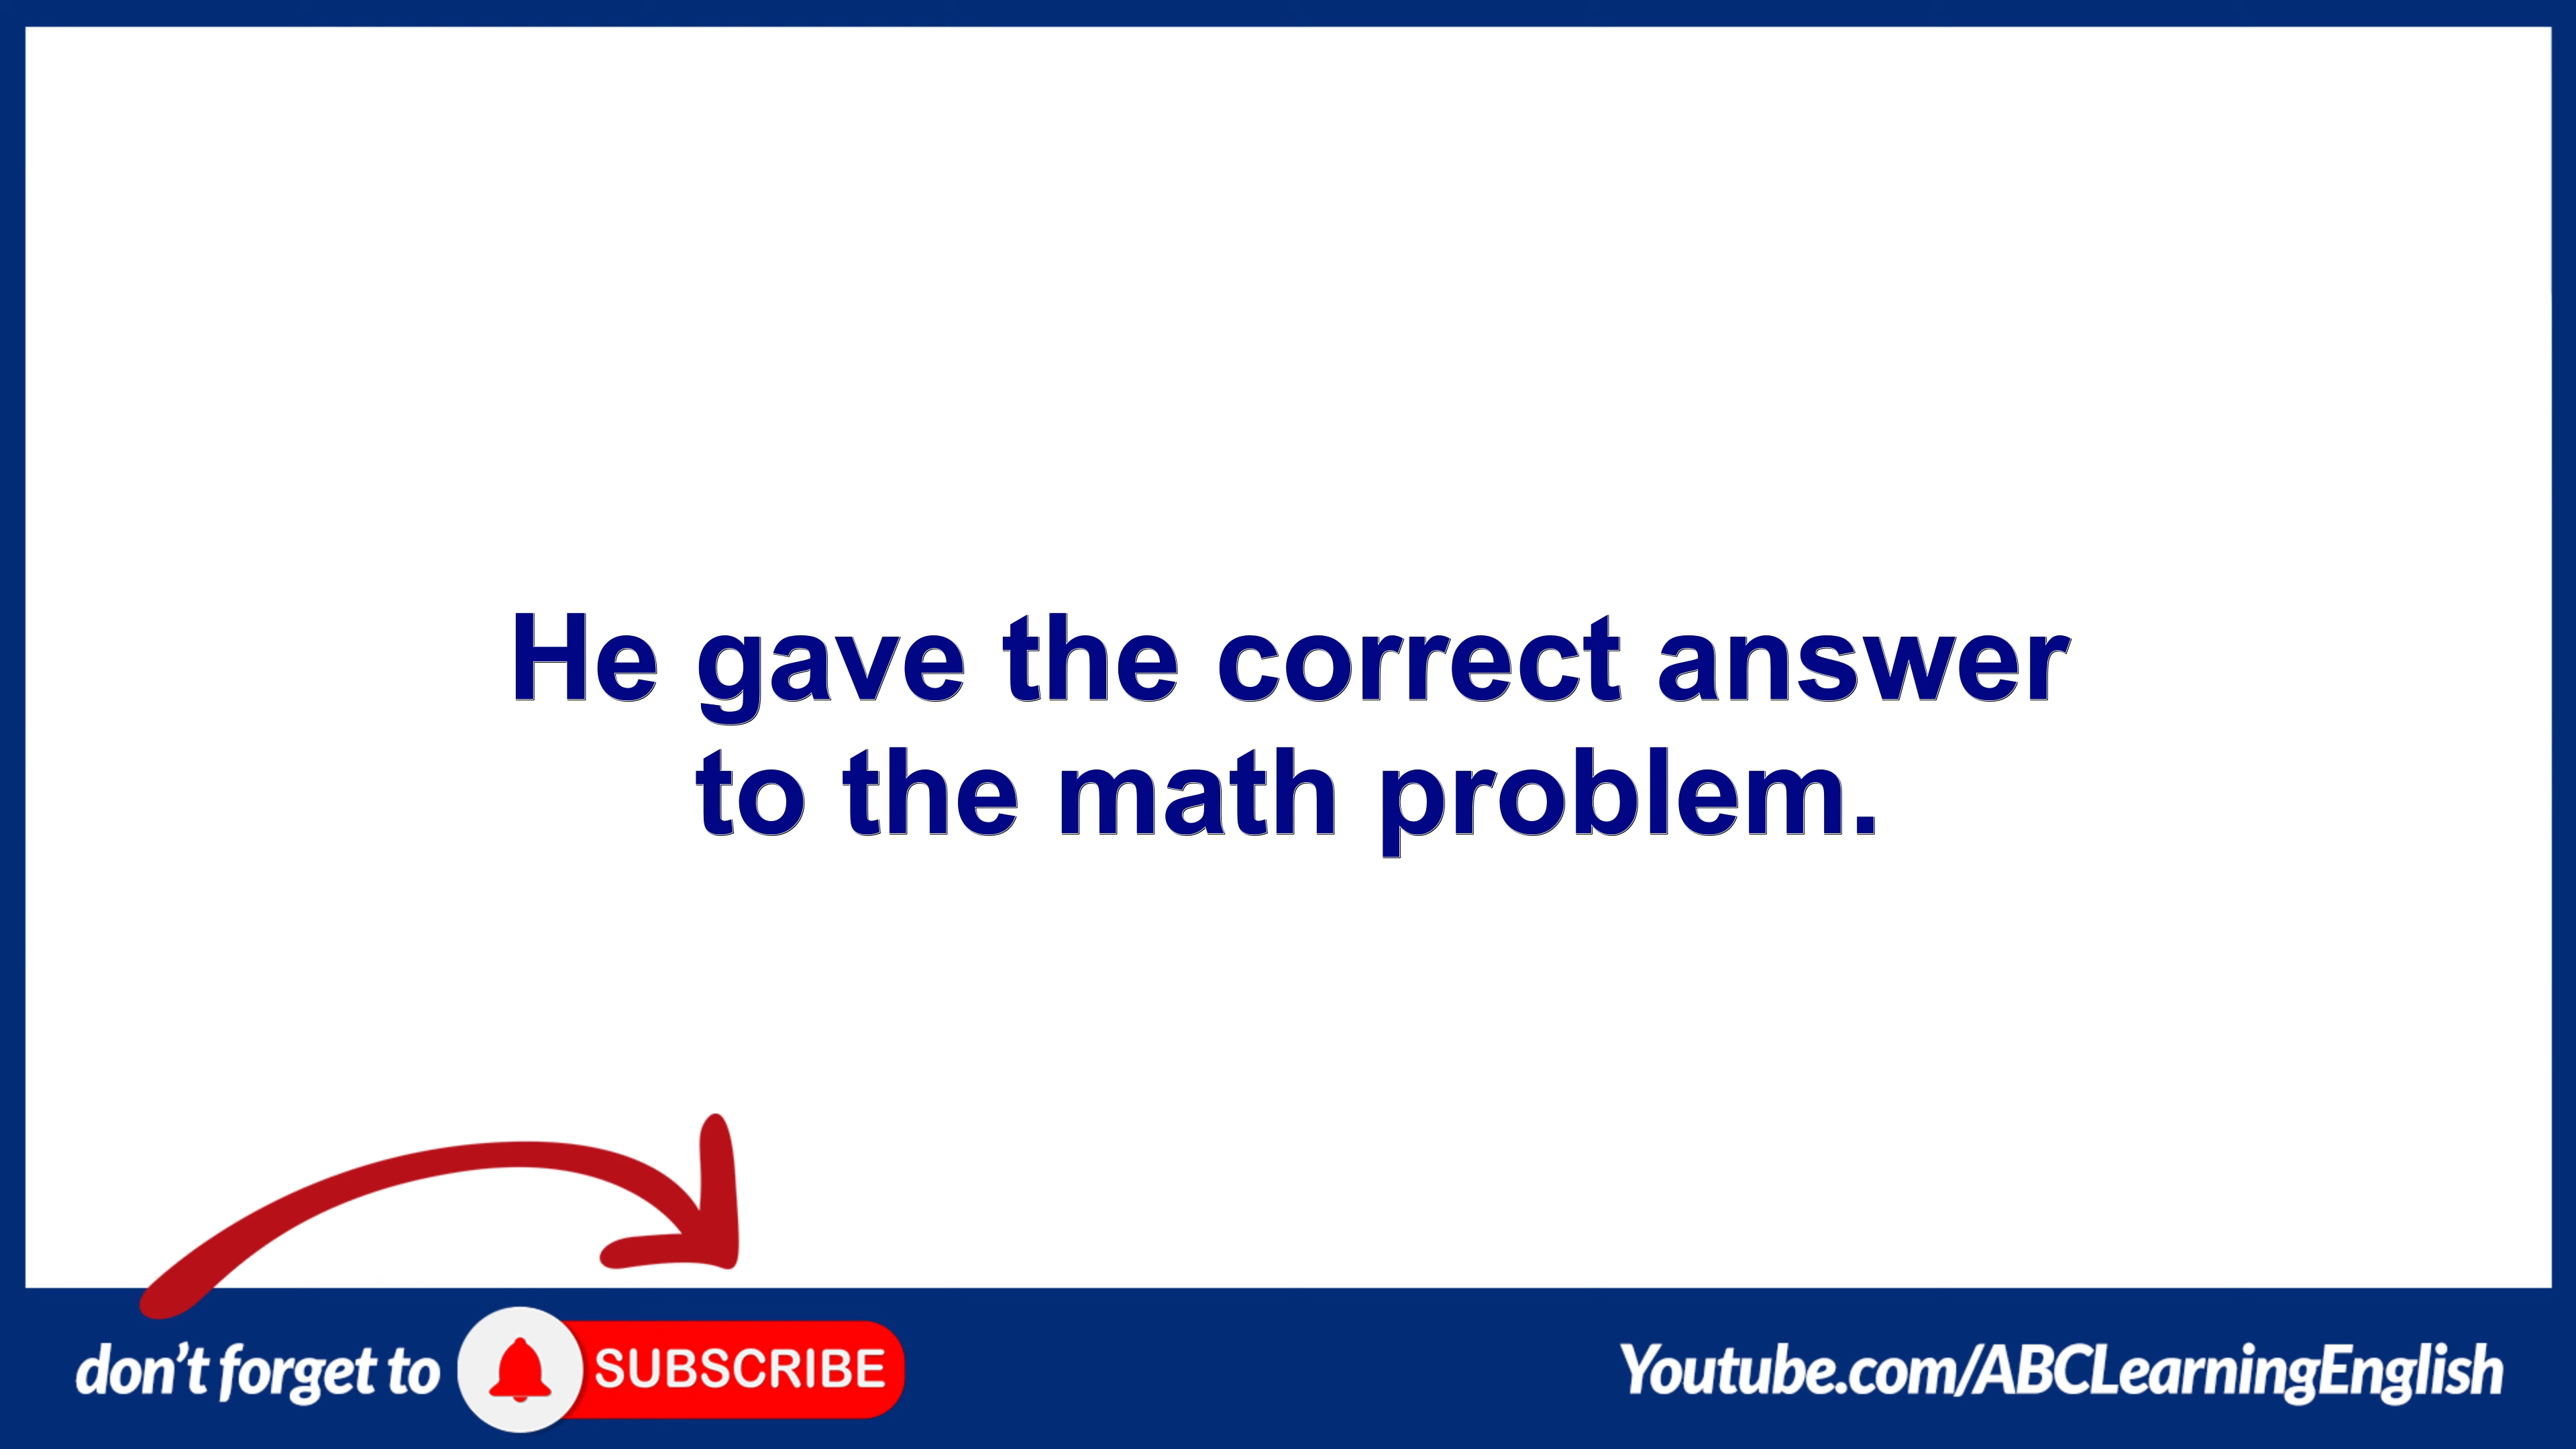 He gave the correct answer
to the math problem.
don't forget to SUBSCRIBE
Youtube.com/ABCLearningEnglish